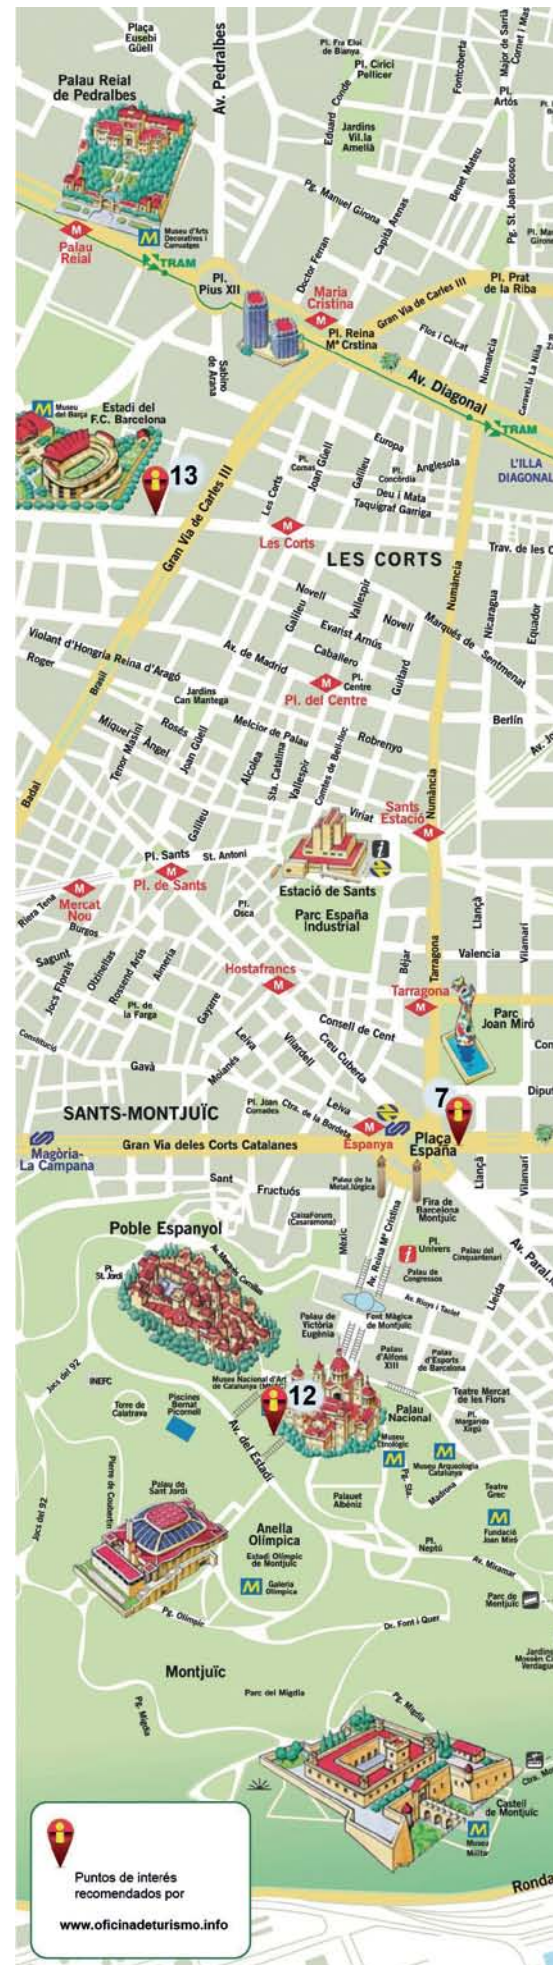 Plaça
Eusebi
Güell
Av. Pedralbes
Pl. Fra Eloi
de Bianya
Pl. Cirici
Pellicer
Fontcoberta
Major de Sarrià
Pl.
Artós
Palau Reial
de Pedralbes
Eduard Conde
Jardins
Vil.la
Amelià
Benet Mateu
Pg. St. Joan Bosco
Pg. Manuel Girona
Capità Arenas
Doctor Ferran
M
Palau
Reial
M
Museu d'Arts
Decoratives i
TRAM
Pl.
Pius XII
Maria
Cristina
M
Gran Via de Carles III
Pl. Prat
de la Riba
Pl. Reina
Mª Crstina
Flos i Calcat
Numància
Sabino
de Arana
Av. Diagonal
M
Museu
del Barça
Estadi del
F.C. Barcelona
TRAM
L'ILLA
DIAGONAL
13
Gran Via de Carles III
Les Corts
Pl.
Comas
Joan Güell
Europa
Galileu
Pl.
Concòrdia
Anglesola
Deu i Mata
Taquígraf Garriga
M
Les Corts
LES CORTS
Numància
Nicaragua
Equador
Novell
Galileu
Vallespir
Evarist Arnús
Novell
Marqués de Sentmenat
Violant d'Hongria Reina d'Aragó
Roger
Av. de Madrid
Caballero
M
Pl.
Centre
Pl. del Centre
Guitard
Brasil
Jardins
Can Mantega
Berlín
Miquel Àngel
Tenor Masini
Rosés
Joan Güell
Melcior de Palau
Alcolea
Sta. Catalina
Vallespir
Comtes de Bell-lloc
Robrenyo
Badal
Galileu
Viriat
Sants
Estació
M
Numància
Pl. Sants
St. Antoni
M
Pl. de Sants
Estació de Sants
Parc España
Industrial
M
Mercat
Nou
Riera Tena
Burgos
Pl.
Osca
Llançà
Vilamarí
Sagunt
Jocs Florals
Olzinellas
Rossend Arús
Almería
Béjar
Tarragona
Valencia
Hostafrancs
M
Tarragona
M
Pl. de
la Farga
Gayarre
Parc
Joan Miró
Constitució
Leiva
Moianés
Vilardell
Creu Cuberta
Consell de Cent
Gavà
SANTS-MONTJUÏC
Leiva
Ctra. de la Bordeta
7
M
Espanya
Plaça
España
Magòria-
La Campana
Gran Via deles Corts Catalanes
Llançà
Vilamarí
Sant
Fructuós
Palau de la
Metal.lúrgica
Fira de
Barcelona
Montjuïc
CaixaForum
(Casaramona)
Mèxic
Av. Reina Mª Cristina
Poble Espanyol
Pl.
Univers
Palau del
Cinquantenari
Palau de
Congressos
Lleida
Pl.
St. Jordi
Av. Marqués Comillas
Palau de
Victòria
Eugènia
Font Màgica
de Montjuïc
Av. Rius i Taulet
Palau
d'Alfons
XIII
Palau
d'Esports
de Barcelona
Jocs del 92
INEFC
Museu Nacional d'Art
de Catalunya (MNAC)
12
Torre de
Calatrava
Piscines
Bernat
Picornell
Av. del Estadi
Palau
Nacional
Teatre Mercat
de les Flors
Pl.
Margarida
Xirgú
Museu
Etnològic
M
M
Museu Arqueologia
Catalunya
Jocs del 92
Pierre de Coubertin
Palau de
Sant Jordi
Palauet
Albéniz
Madrona
Teatre
Grec
M
Fundació
Joan Miró
Anella
Olímpica
Estadi Olímpic
de Montjuïc
M
Galeria
Olímpica
Pl.
Neptú
Av. Miramar
Parc de
Montjuïc
Pg. Olímpic
Dr. Font i Quer
Montjuïc
Parc del Migdia
Pg. Migdia
Pg. Migdia
Castell
de Montjuïc
M
Museu
Militar
Puntos de interés
recomendados por
www.oficinadeturismo.info